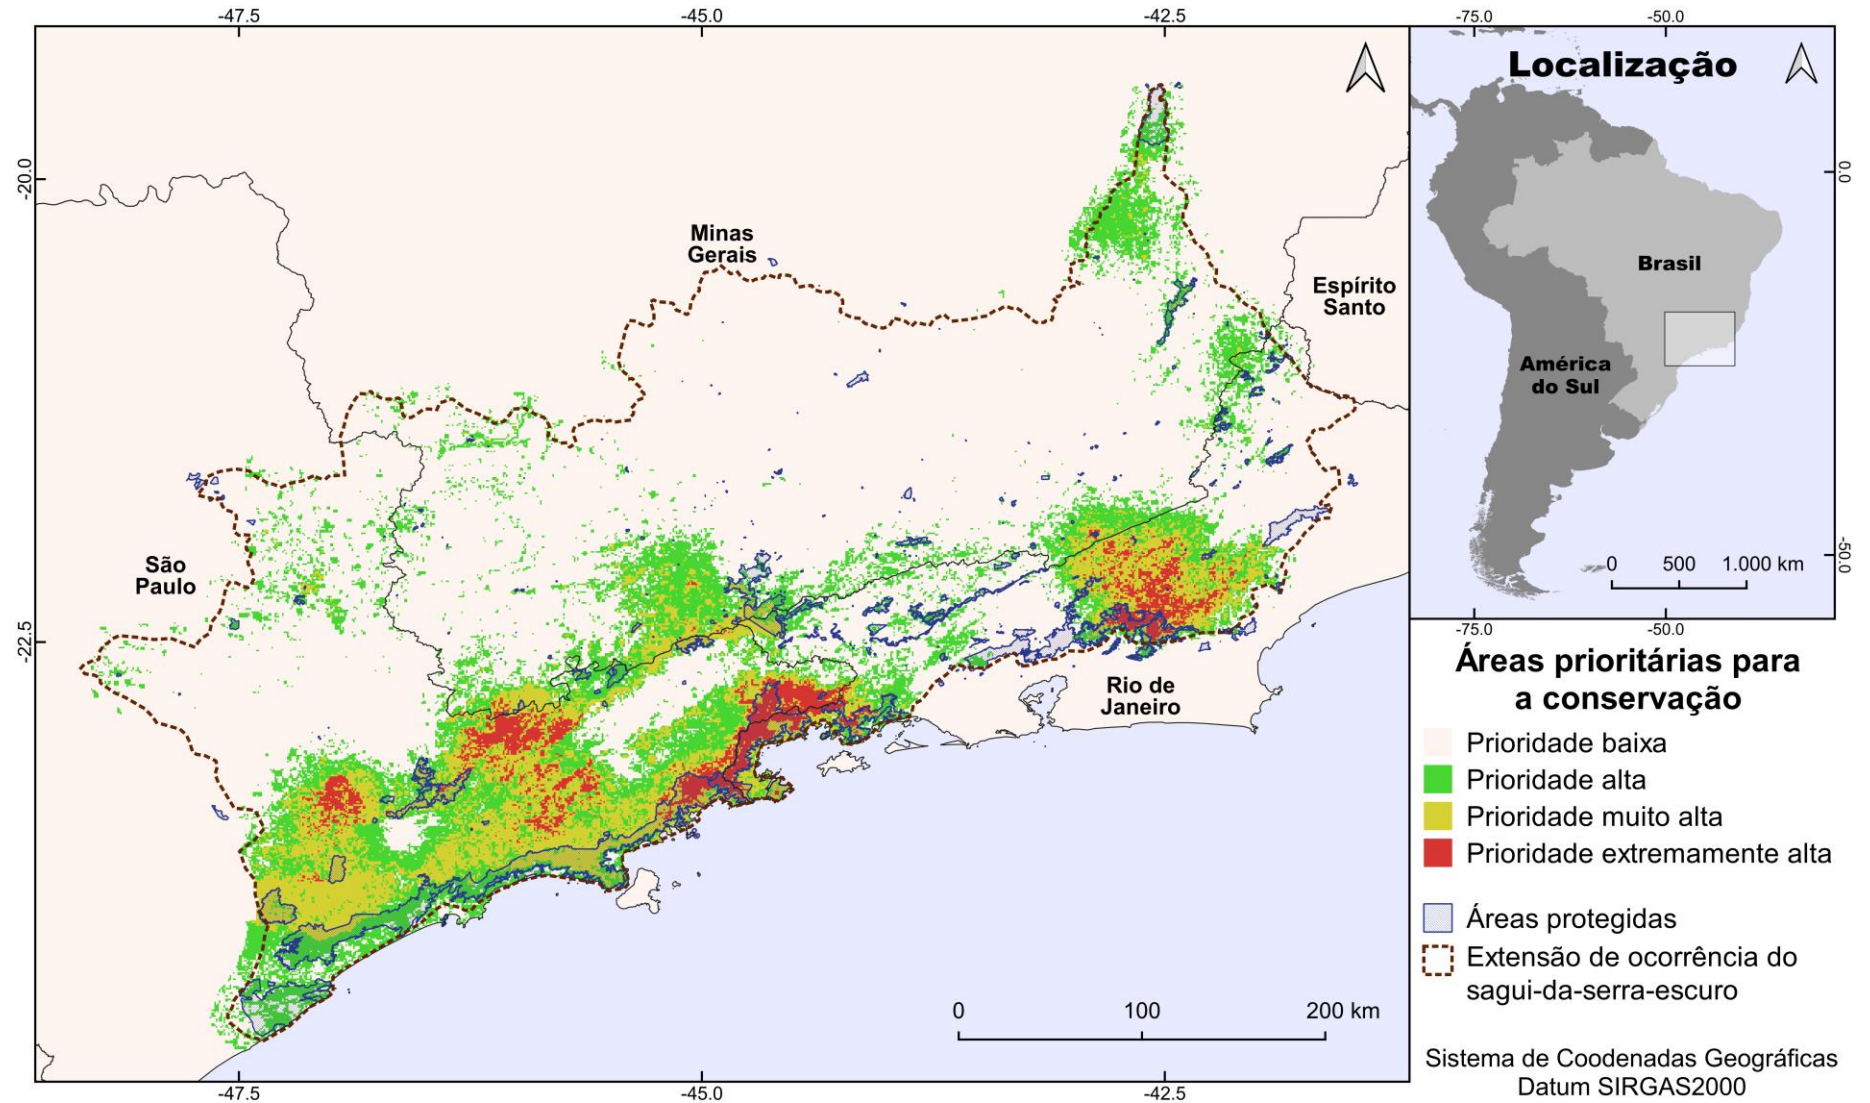 -47.5
-45.0
-42.5
-75.0
-50.0
Localização
-20.0
0.0
Minas
Gerais
Espírito
Santo
Brasil
América
do Sul
São
Paulo
0 500 1.000 km
-50.0
-22.5
-75.0
-50.0
Rio de
Janeiro
Áreas prioritárias para
a conservação
Prioridade baixa
Prioridade alta
Prioridade muito alta
Prioridade extremamente alta
Áreas protegidas
Extensão de ocorrência do
sagui-da-serra-escuro
0 100 200 km
Sistema de Coodenadas Geográficas
Datum SIRGAS2000
-47.5
-45.0
-42.5